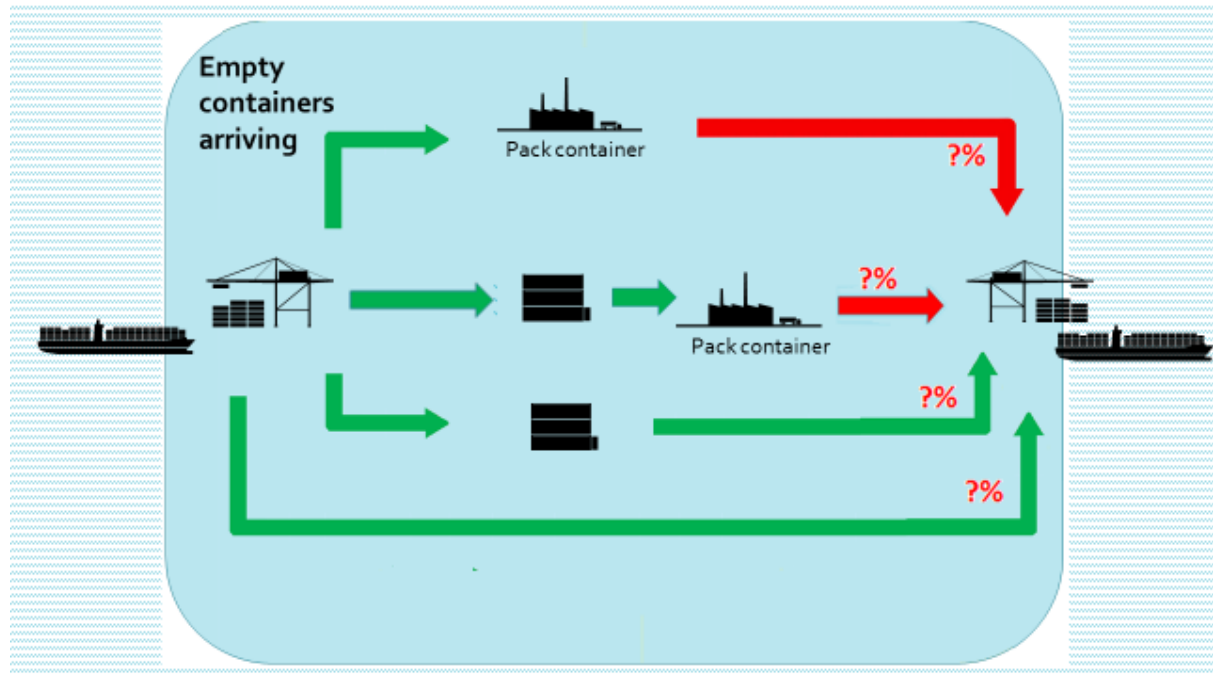 Empty
containers
arriving
Pack container
?%
?%
Pack container
?%
?%